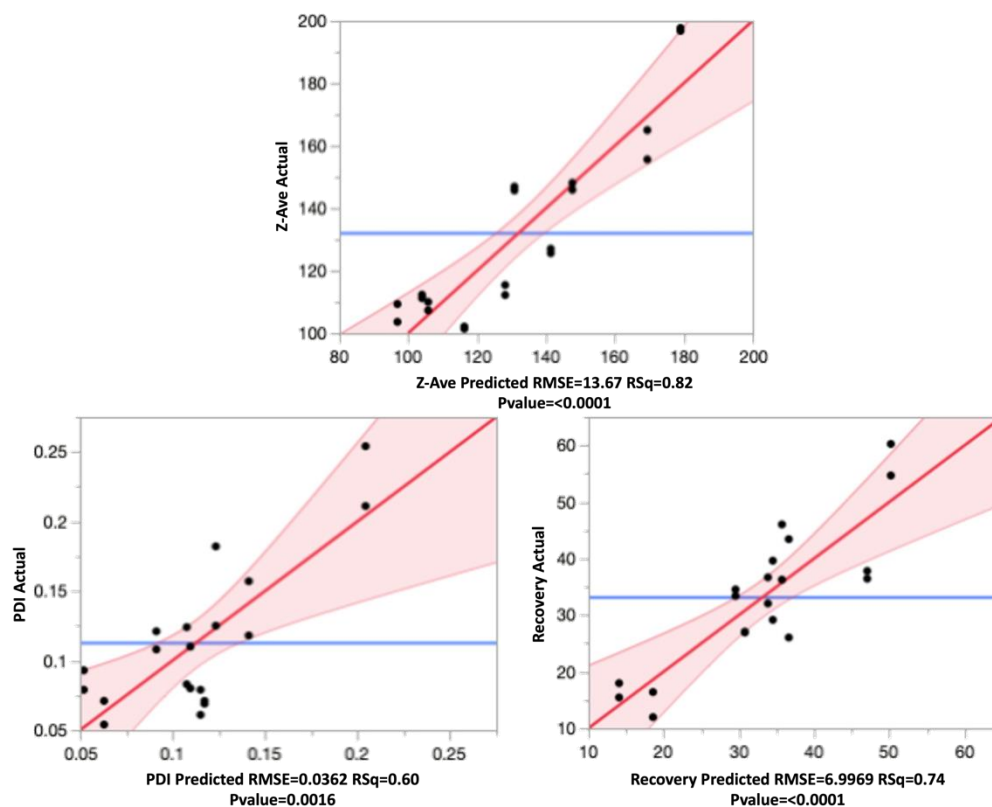 200
180
160
140
120
100
Z-Ave Actual
80 100 120 140 160 180 200
Z-Ave Predicted RMSE=13.67 RSq=0.82
Pvalue=<0.0001
0.25
0.2
0.15
0.1
0.05
PDI Actual
0.05 0.1 0.15 0.2 0.25
PDI Predicted RMSE=0.0362 RSq=0.60
Pvalue=0.0016
60
50
40
30
20
10
Recovery Actual
10 20 30 40 50 60
Recovery Predicted RMSE=6.9969 RSq=0.74
Pvalue=<0.0001